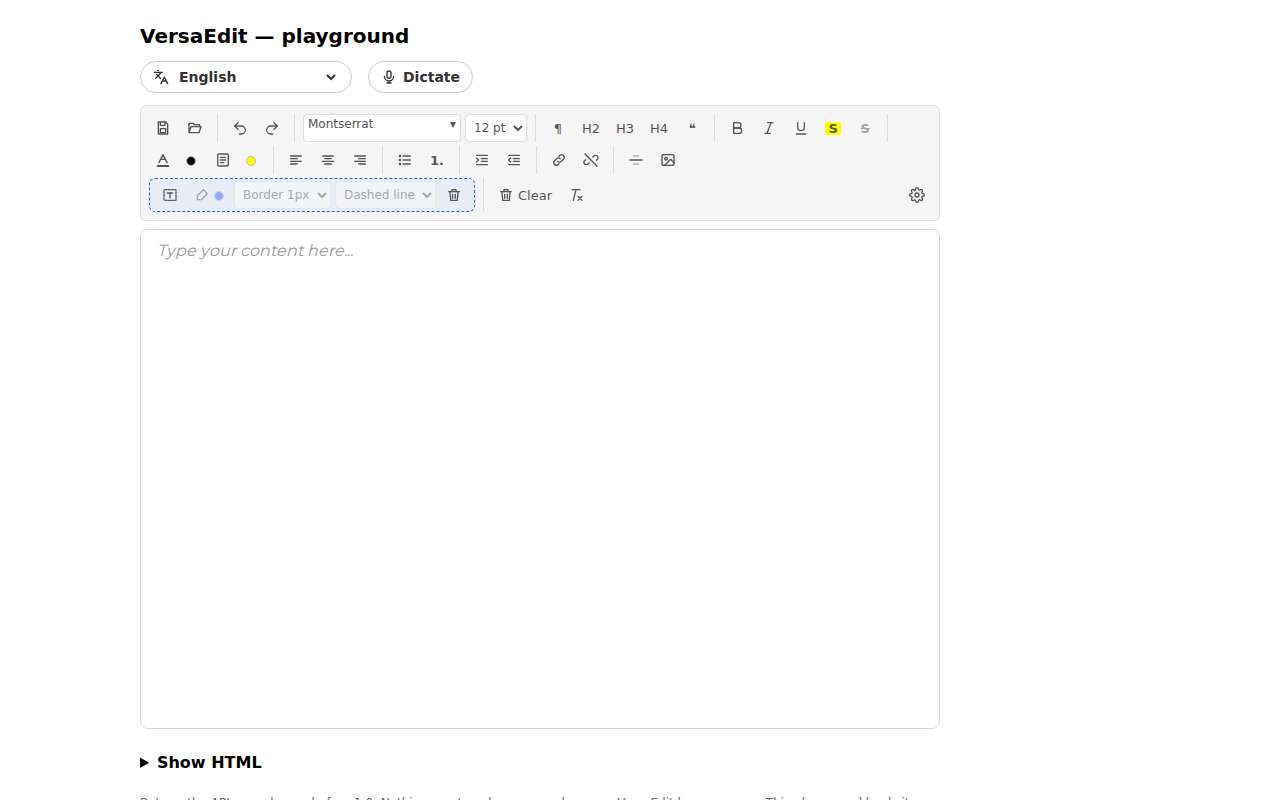 VersaEdit — playground
English Dictate
Montserrat 12 pt ¶ H2 H3 H4 ❝ B I U S S
A 1.
T Border 1px Dashed line Clear Tx
Type your content here...
Show HTML